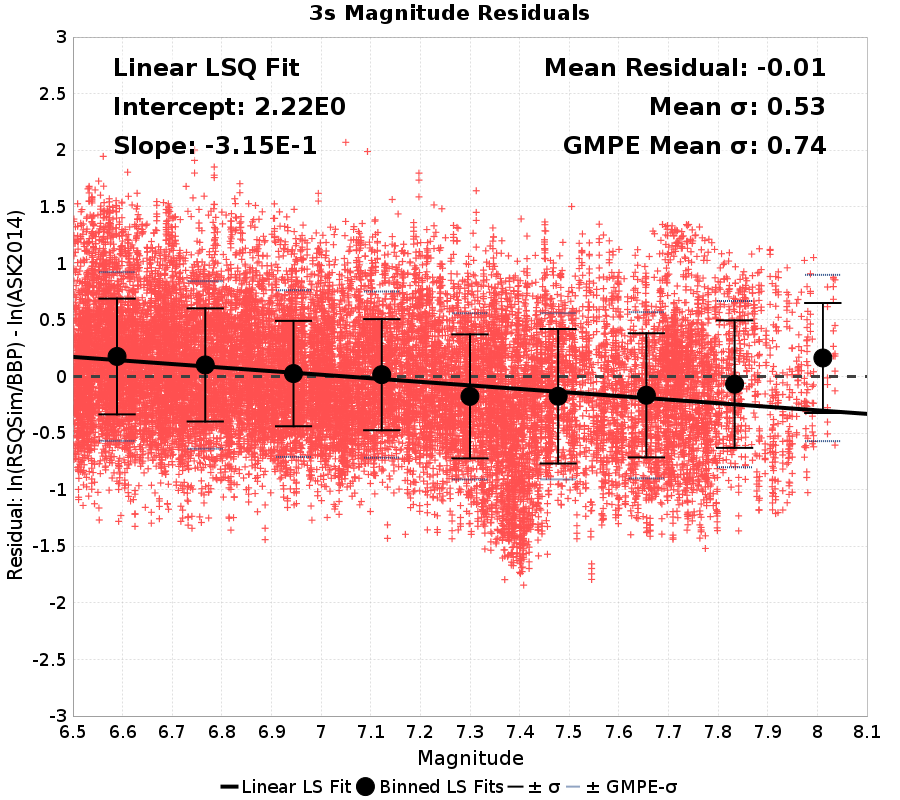 3s Magnitude Residuals
Linear LSQ Fit
Intercept: 2.22E0
Slope: -3.15E-1
Mean Residual: -0.01
Mean σ: 0.53
GMPE Mean σ: 0.74
Residual: ln(RSQSim/BBP) - ln(ASK2014)
3
2.5
2
1.5
1
0.5
0
-0.5
-1
-1.5
-2
-2.5
-3
6.5 6.6 6.7 6.8 6.9 7 7.1 7.2 7.3 7.4 7.5 7.6 7.7 7.8 7.9 8 8.1
Magnitude
Linear LS Fit Binned LS Fits ± σ ± GMPE-σ